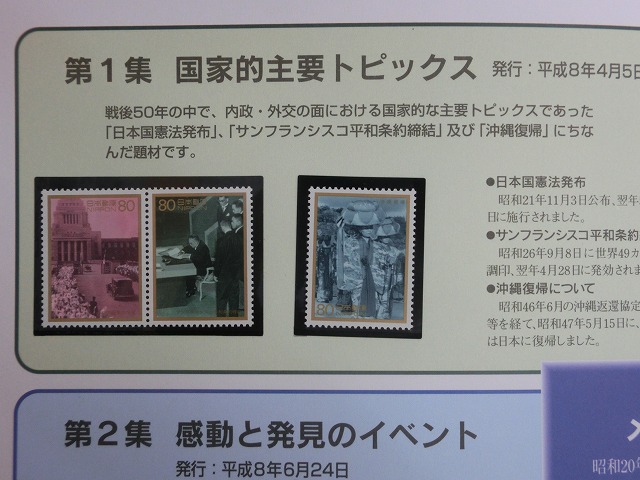 第1集 国家的主要トピックス 発行:平成8年4月5日
戦後50年の中で、内政・外交の面における国家的な主要トピックスであった
「日本国憲法発布」、「サンフランシスコ平和条約締結」及び「沖縄復帰」にちな
んだ題材です。
80 日本郵便 NIPPON
80 日本郵便 NIPPON
80
●日本国憲法発布
昭和21年11月3日公布、翌年
日に施行されました。
●サンフランシスコ平和条約
昭和26年9月8日に世界49カ
調印、翌年4月28日に発効されま
●沖縄復帰について
昭和46年6月の沖縄返還協定
等を経て、昭和47年5月15日に、
は日本に復帰しました。
第2集 感動と発見のイベント
発行:平成8年6月24日
昭和20年